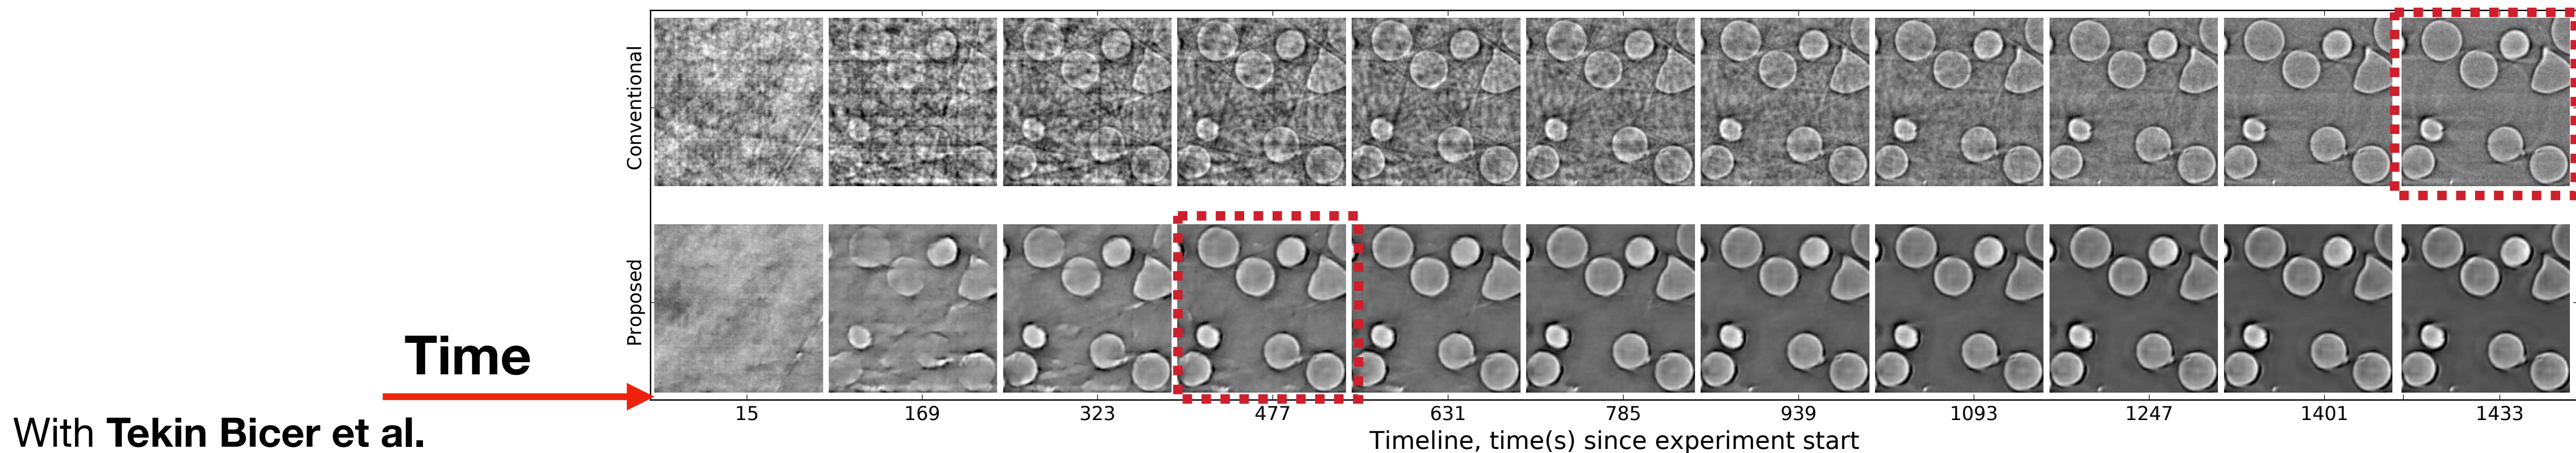 Conventional
Proposed
Time
15 169 323 477 631 785 939 1093 1247 1401 1433
Timeline, time(s) since experiment start
With Tekin Bicer et al.